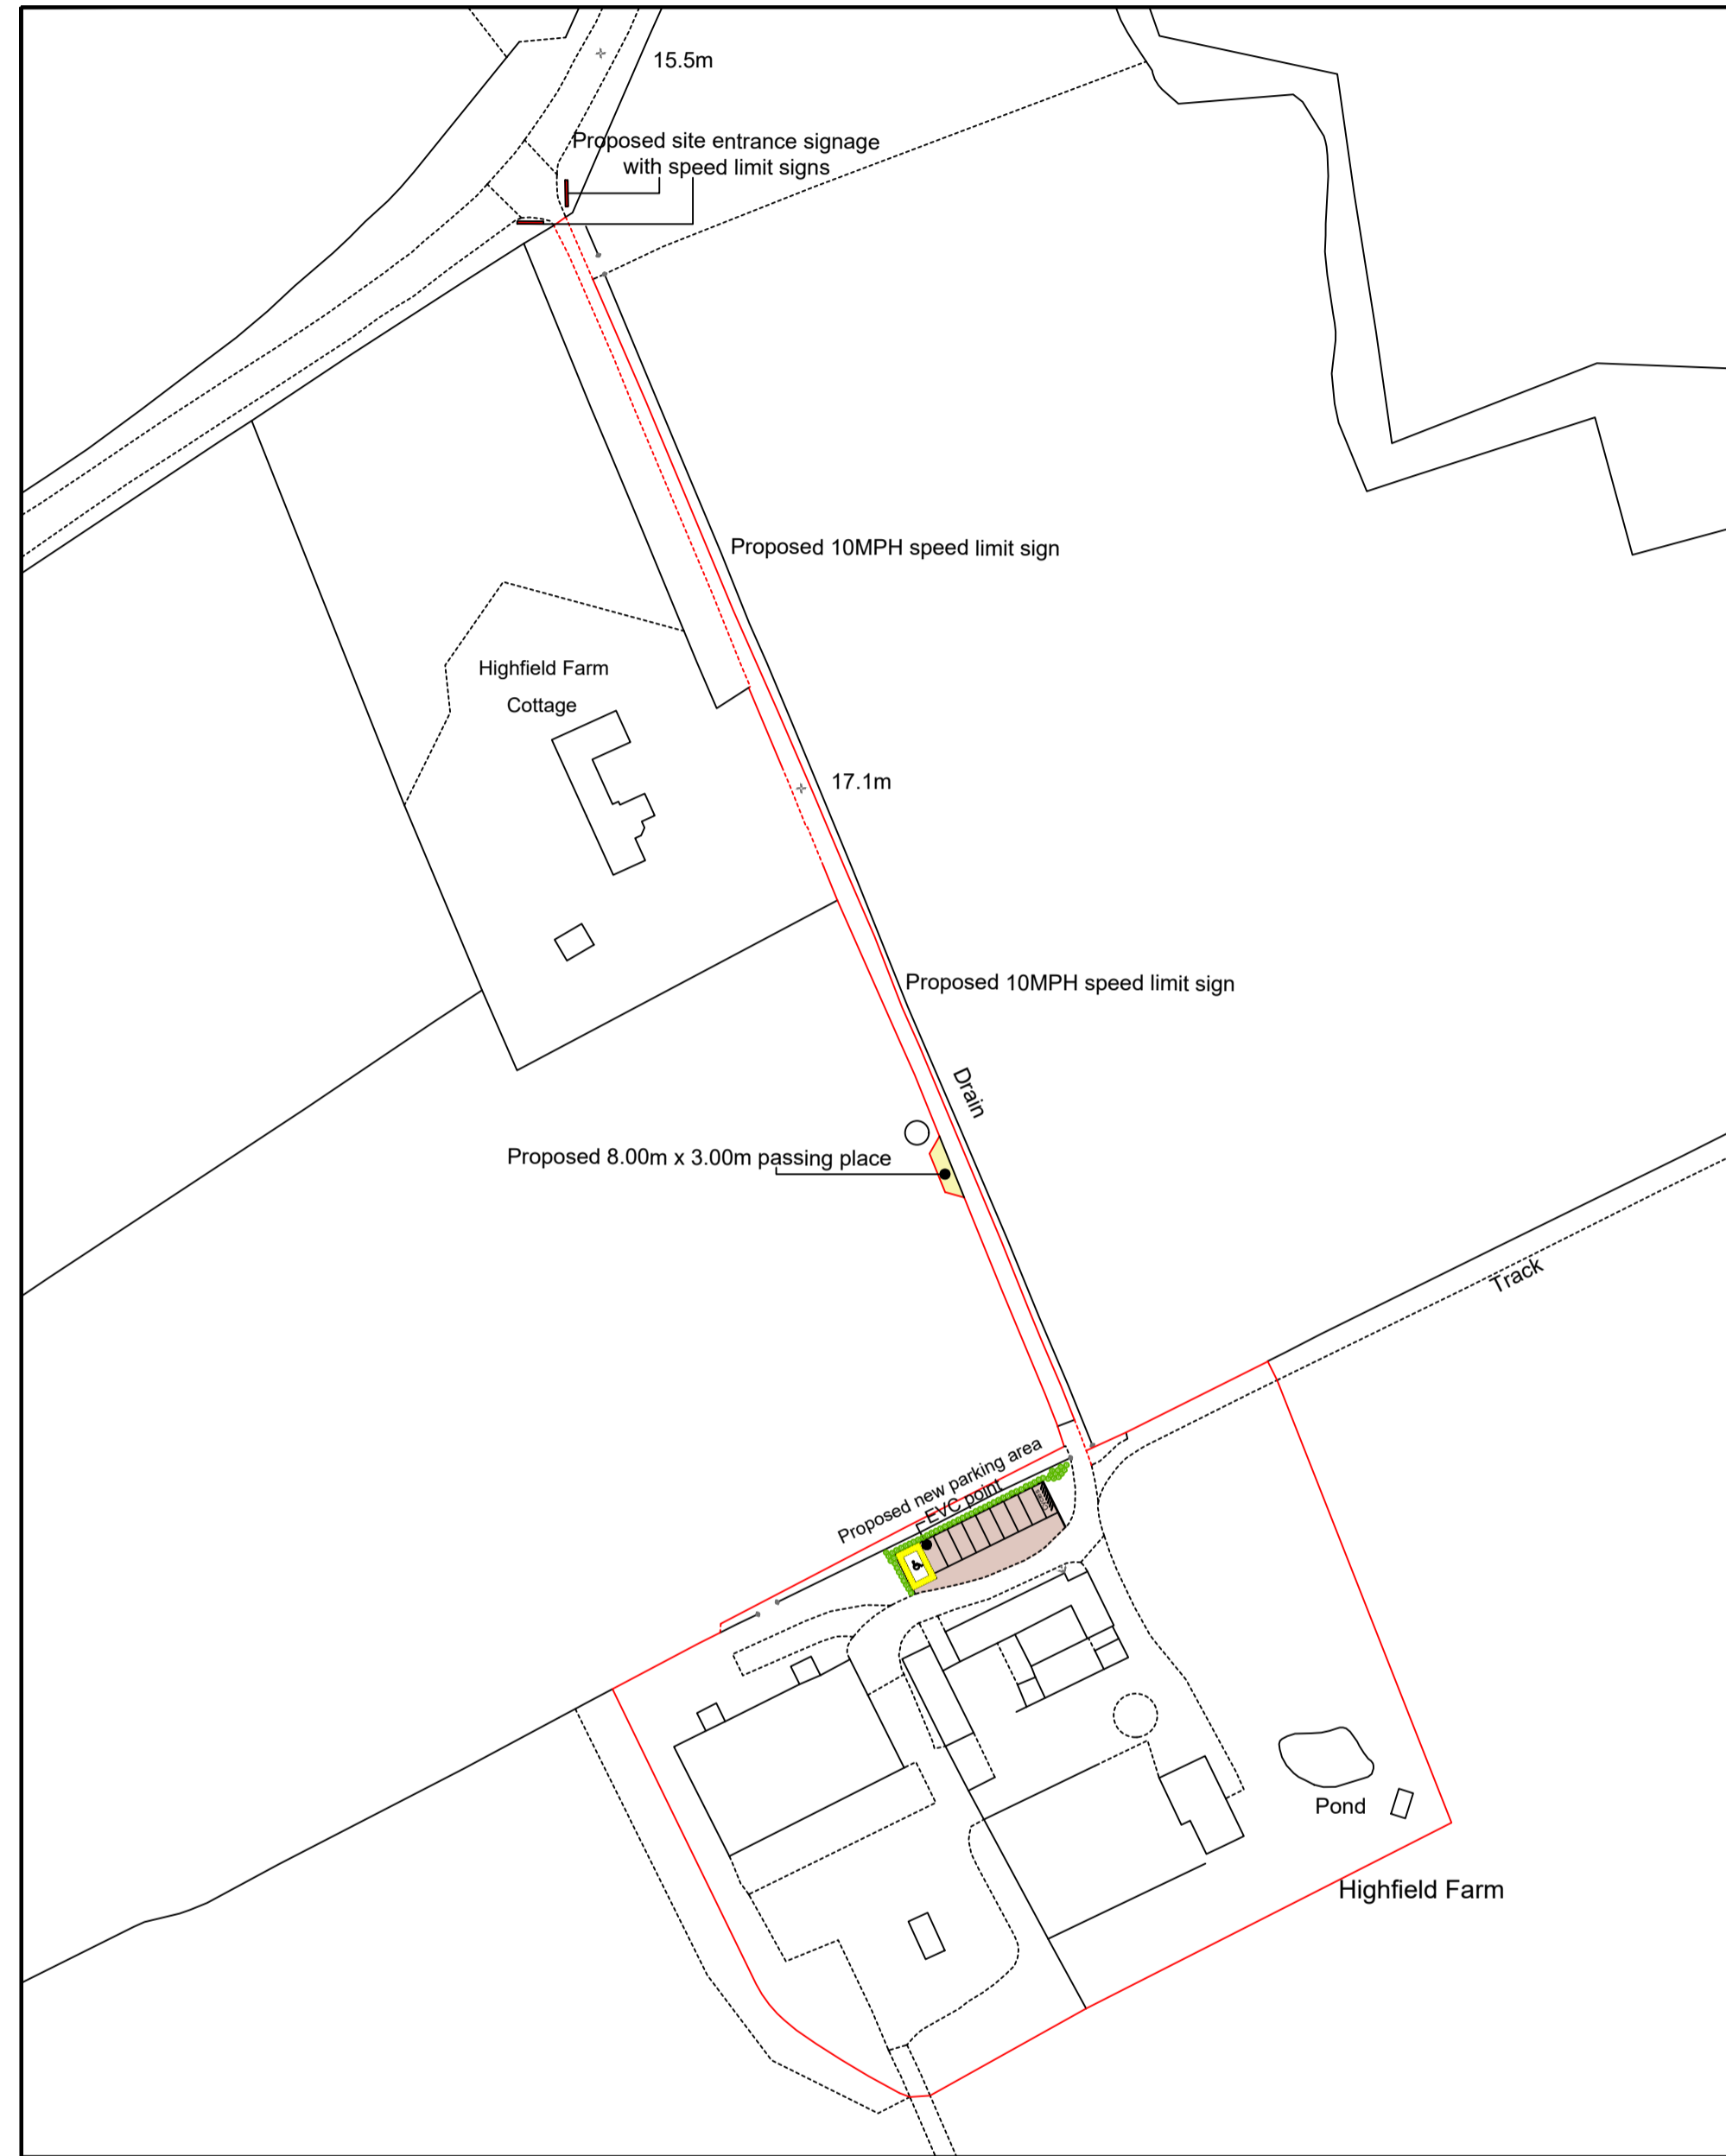 15.5m
Proposed site entrance signage
with speed limit signs
Proposed 10MPH speed limit sign
Highfield Farm
Cottage
17.1m
Proposed 10MPH speed limit sign
Drain
Proposed 8.00m x 3.00m passing place
Track
Proposed new parking area
EVC point
Pond
Highfield Farm